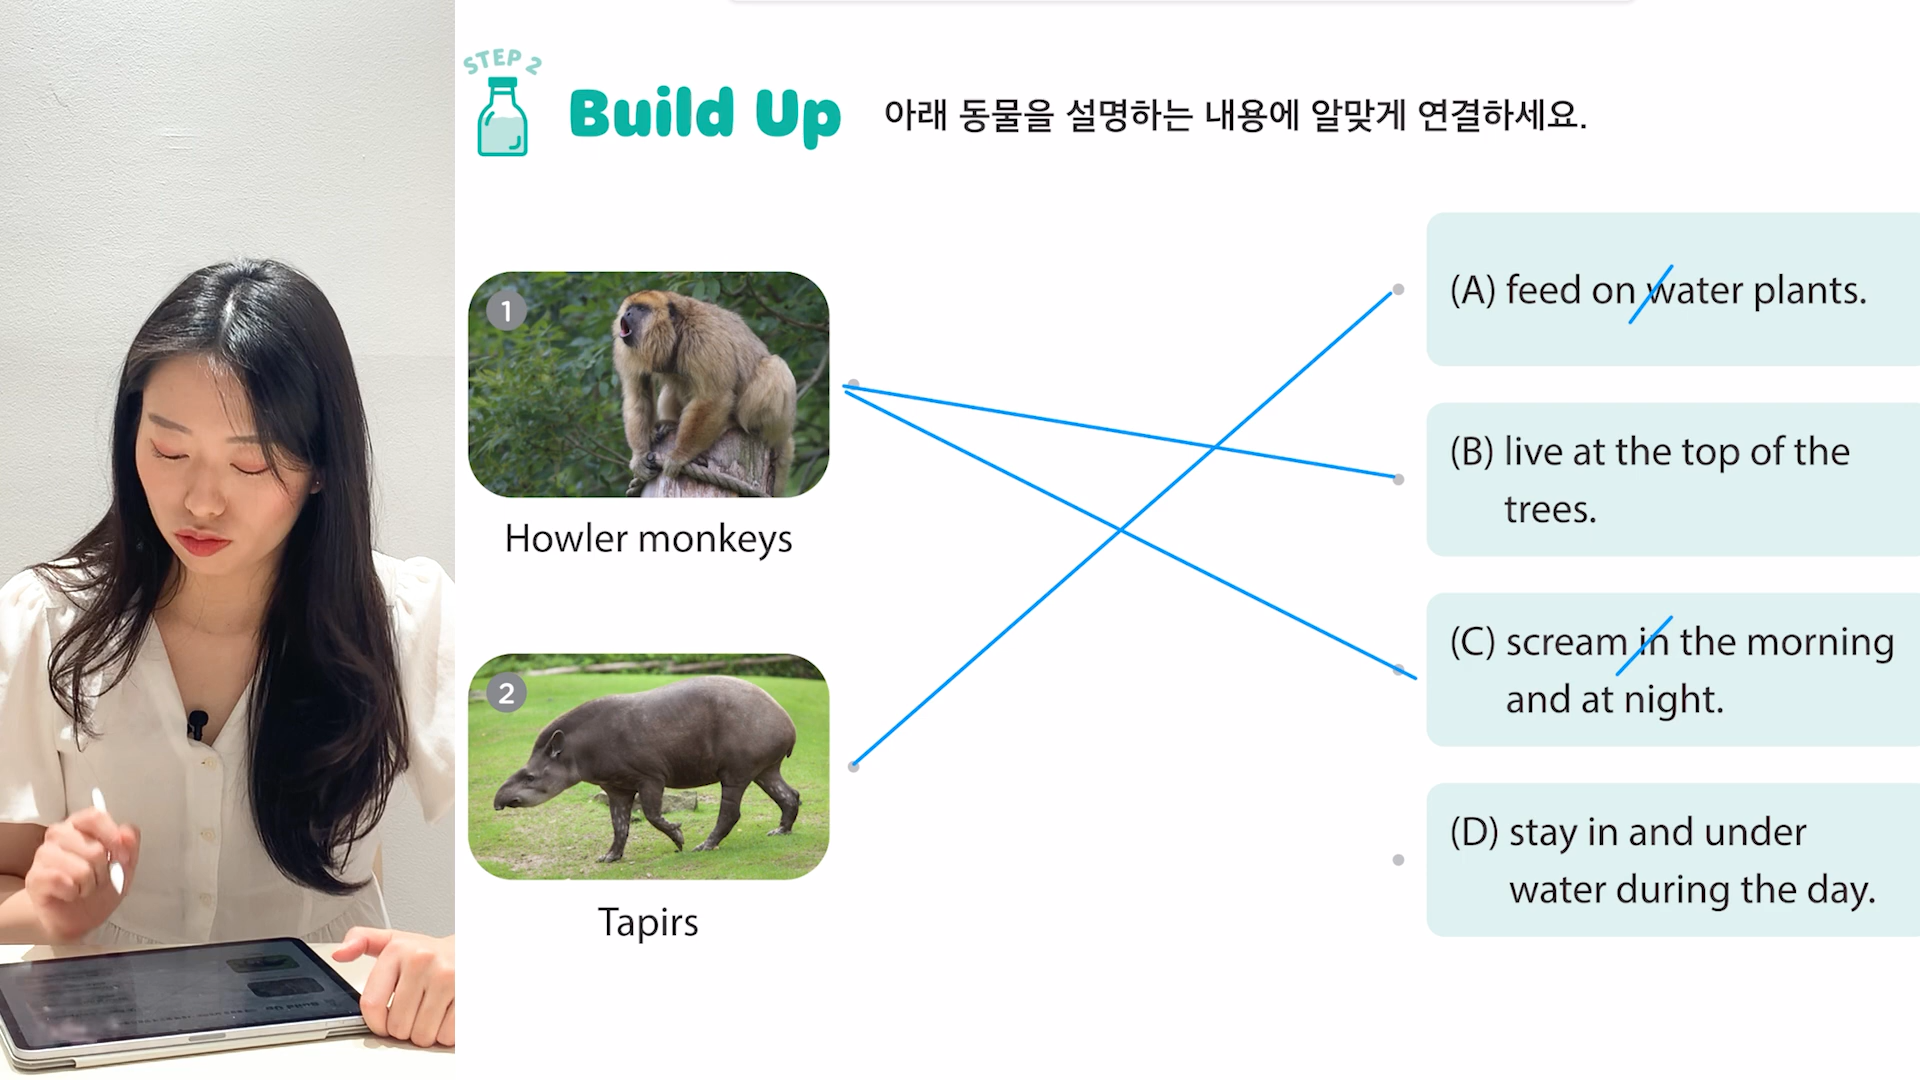 STEP 2
Build Up 아래 동물을 설명하는 내용에 알맞게 연결하세요.
1
Howler monkeys
2
Tapirs
(A) feed on water plants.
(B) live at the top of the
trees.
(C) scream in the morning
and at night.
(D) stay in and under
water during the day.